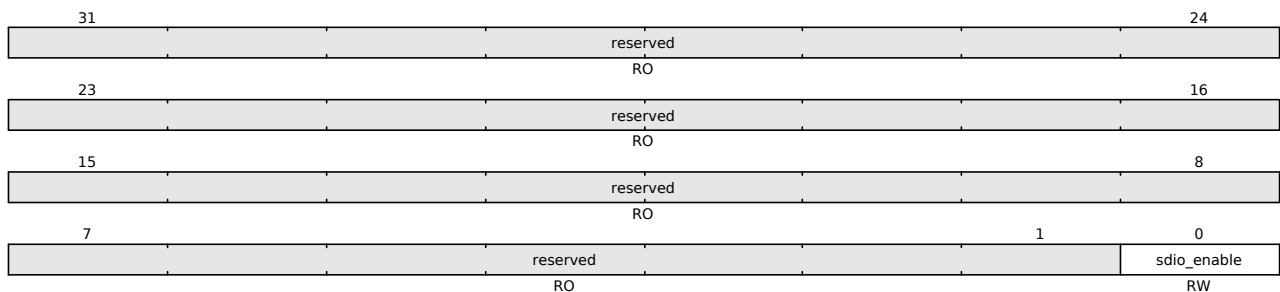 31 24
reserved
RO
23 16
reserved
RO
15 8
reserved
RO
7 1 0
reserved sdio_enable
RO RW